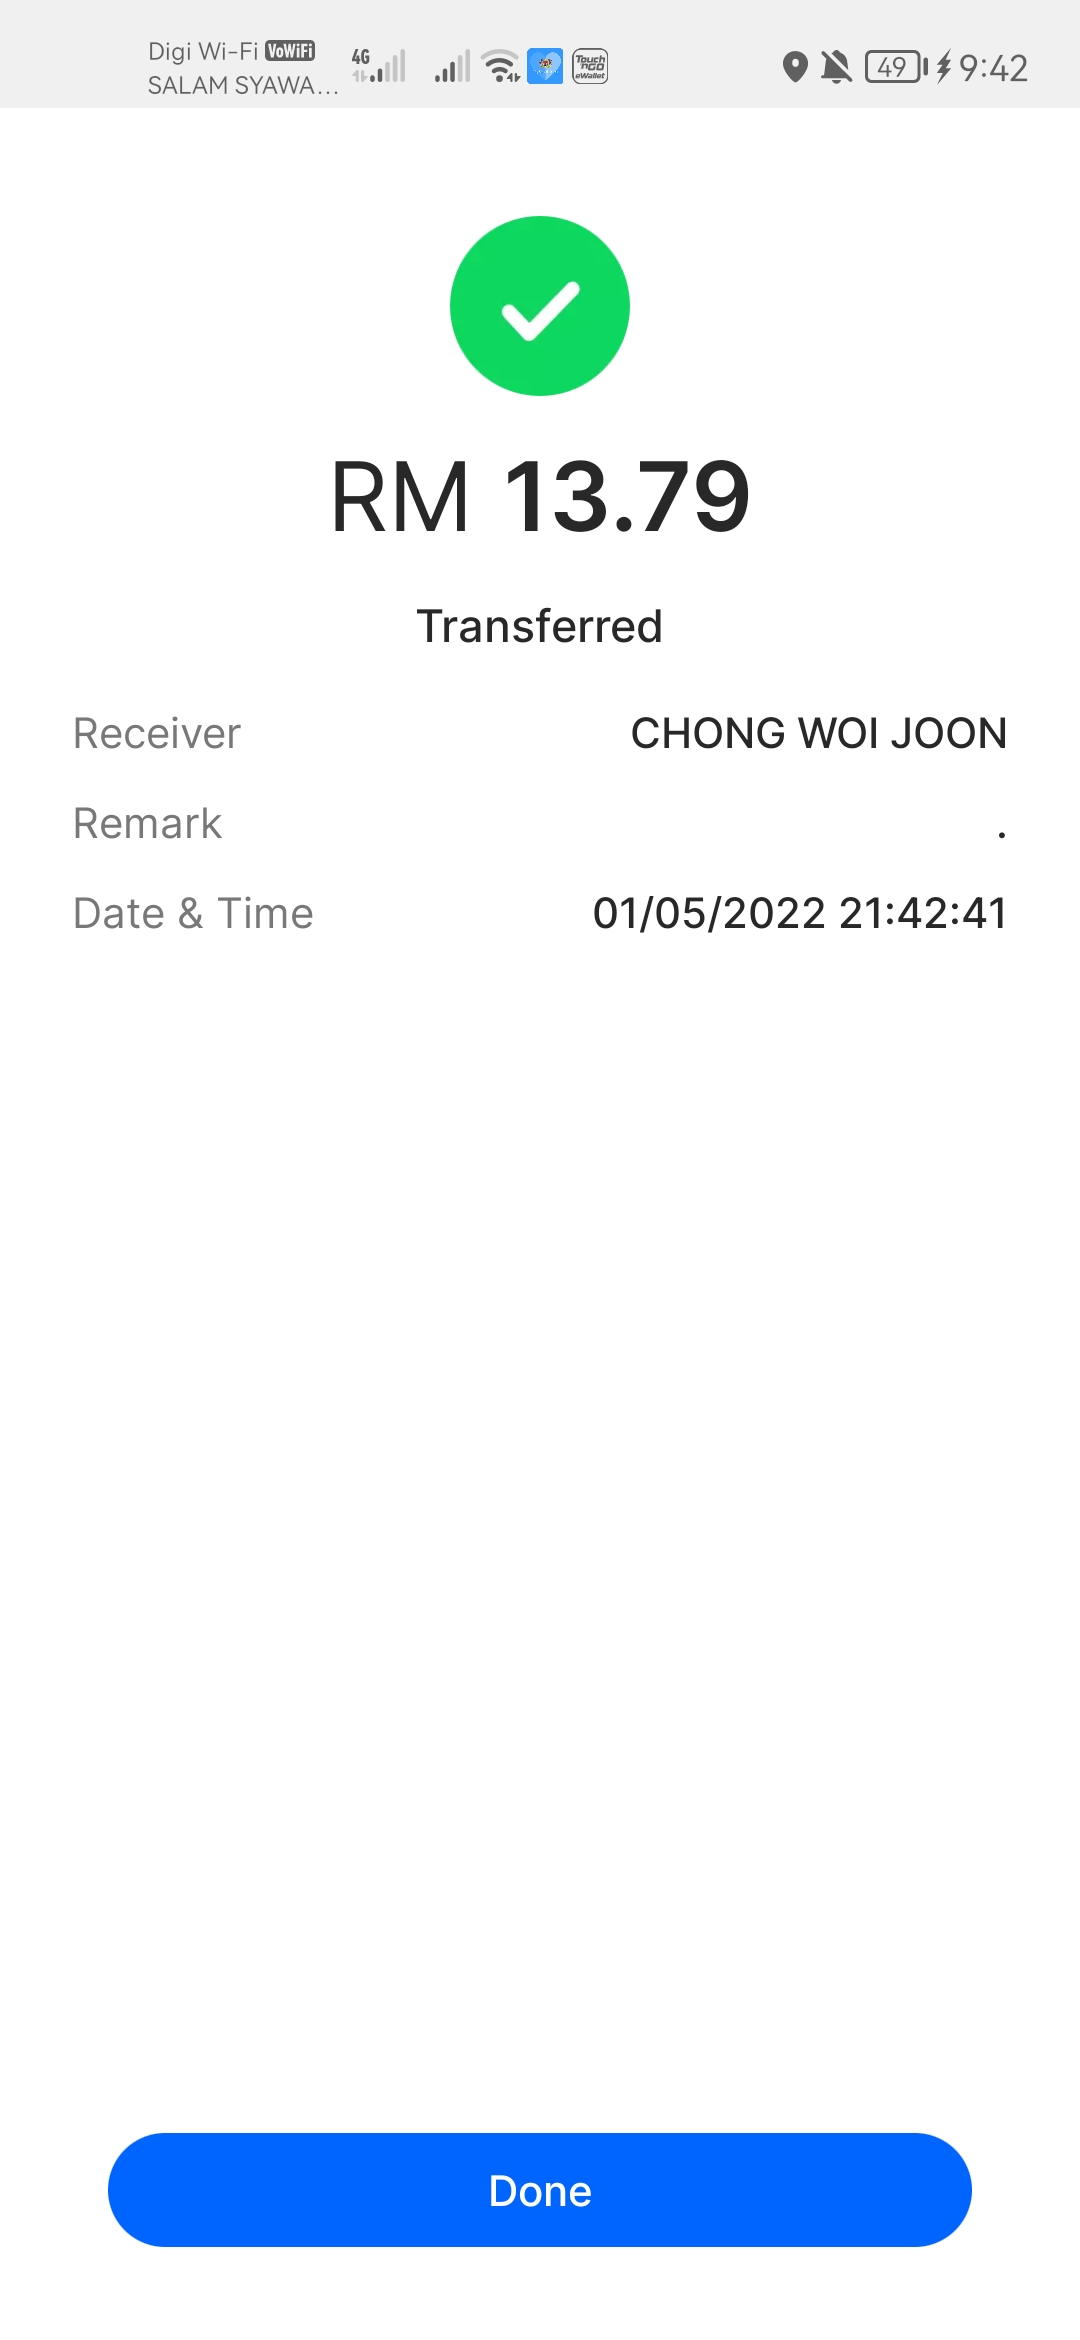 Digi Wi-Fi VoWiFi
SALAM SYAWA...
4G
Touch 'nGO eWallet
49
9:42
RM 13.79
Transferred
Receiver CHONG WOI JOON
Remark .
Date & Time 01/05/2022 21:42:41
Done